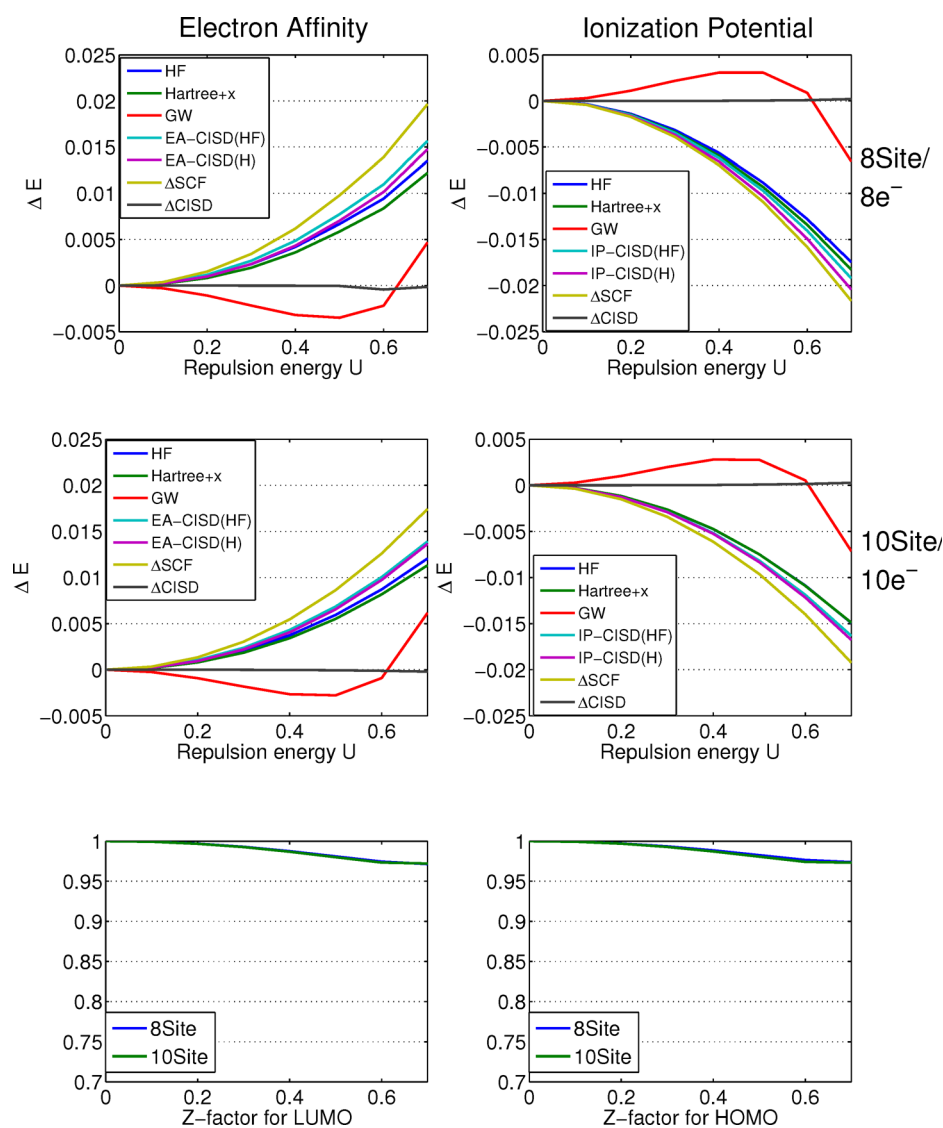 Electron Affinity
0.025
0.02
0.015
0.01
0.005
0
−0.005
Δ E
HF
Hartree+x
GW
EA−CISD(HF)
EA−CISD(H)
ΔSCF
ΔCISD
0 0.2 0.4 0.6
Repulsion energy U
Ionization Potential
0.005
0
−0.005
−0.01
−0.015
−0.02
−0.025
Δ E
HF
Hartree+x
GW
IP−CISD(HF)
IP−CISD(H)
ΔSCF
ΔCISD
0 0.2 0.4 0.6
Repulsion energy U
8Site/
8e⁻
0.025
0.02
0.015
0.01
0.005
0
−0.005
Δ E
HF
Hartree+x
GW
EA−CISD(HF)
EA−CISD(H)
ΔSCF
ΔCISD
0 0.2 0.4 0.6
Repulsion energy U
0.005
0
−0.005
−0.01
−0.015
−0.02
−0.025
Δ E
HF
Hartree+x
GW
IP−CISD(HF)
IP−CISD(H)
ΔSCF
ΔCISD
0 0.2 0.4 0.6
Repulsion energy U
10Site/
10e⁻
1
0.95
0.9
0.85
0.8
0.75
0.7
8Site
10Site
0 0.2 0.4 0.6
Z−factor for LUMO
1
0.95
0.9
0.85
0.8
0.75
0.7
8Site
10Site
0 0.2 0.4 0.6
Z−factor for HOMO